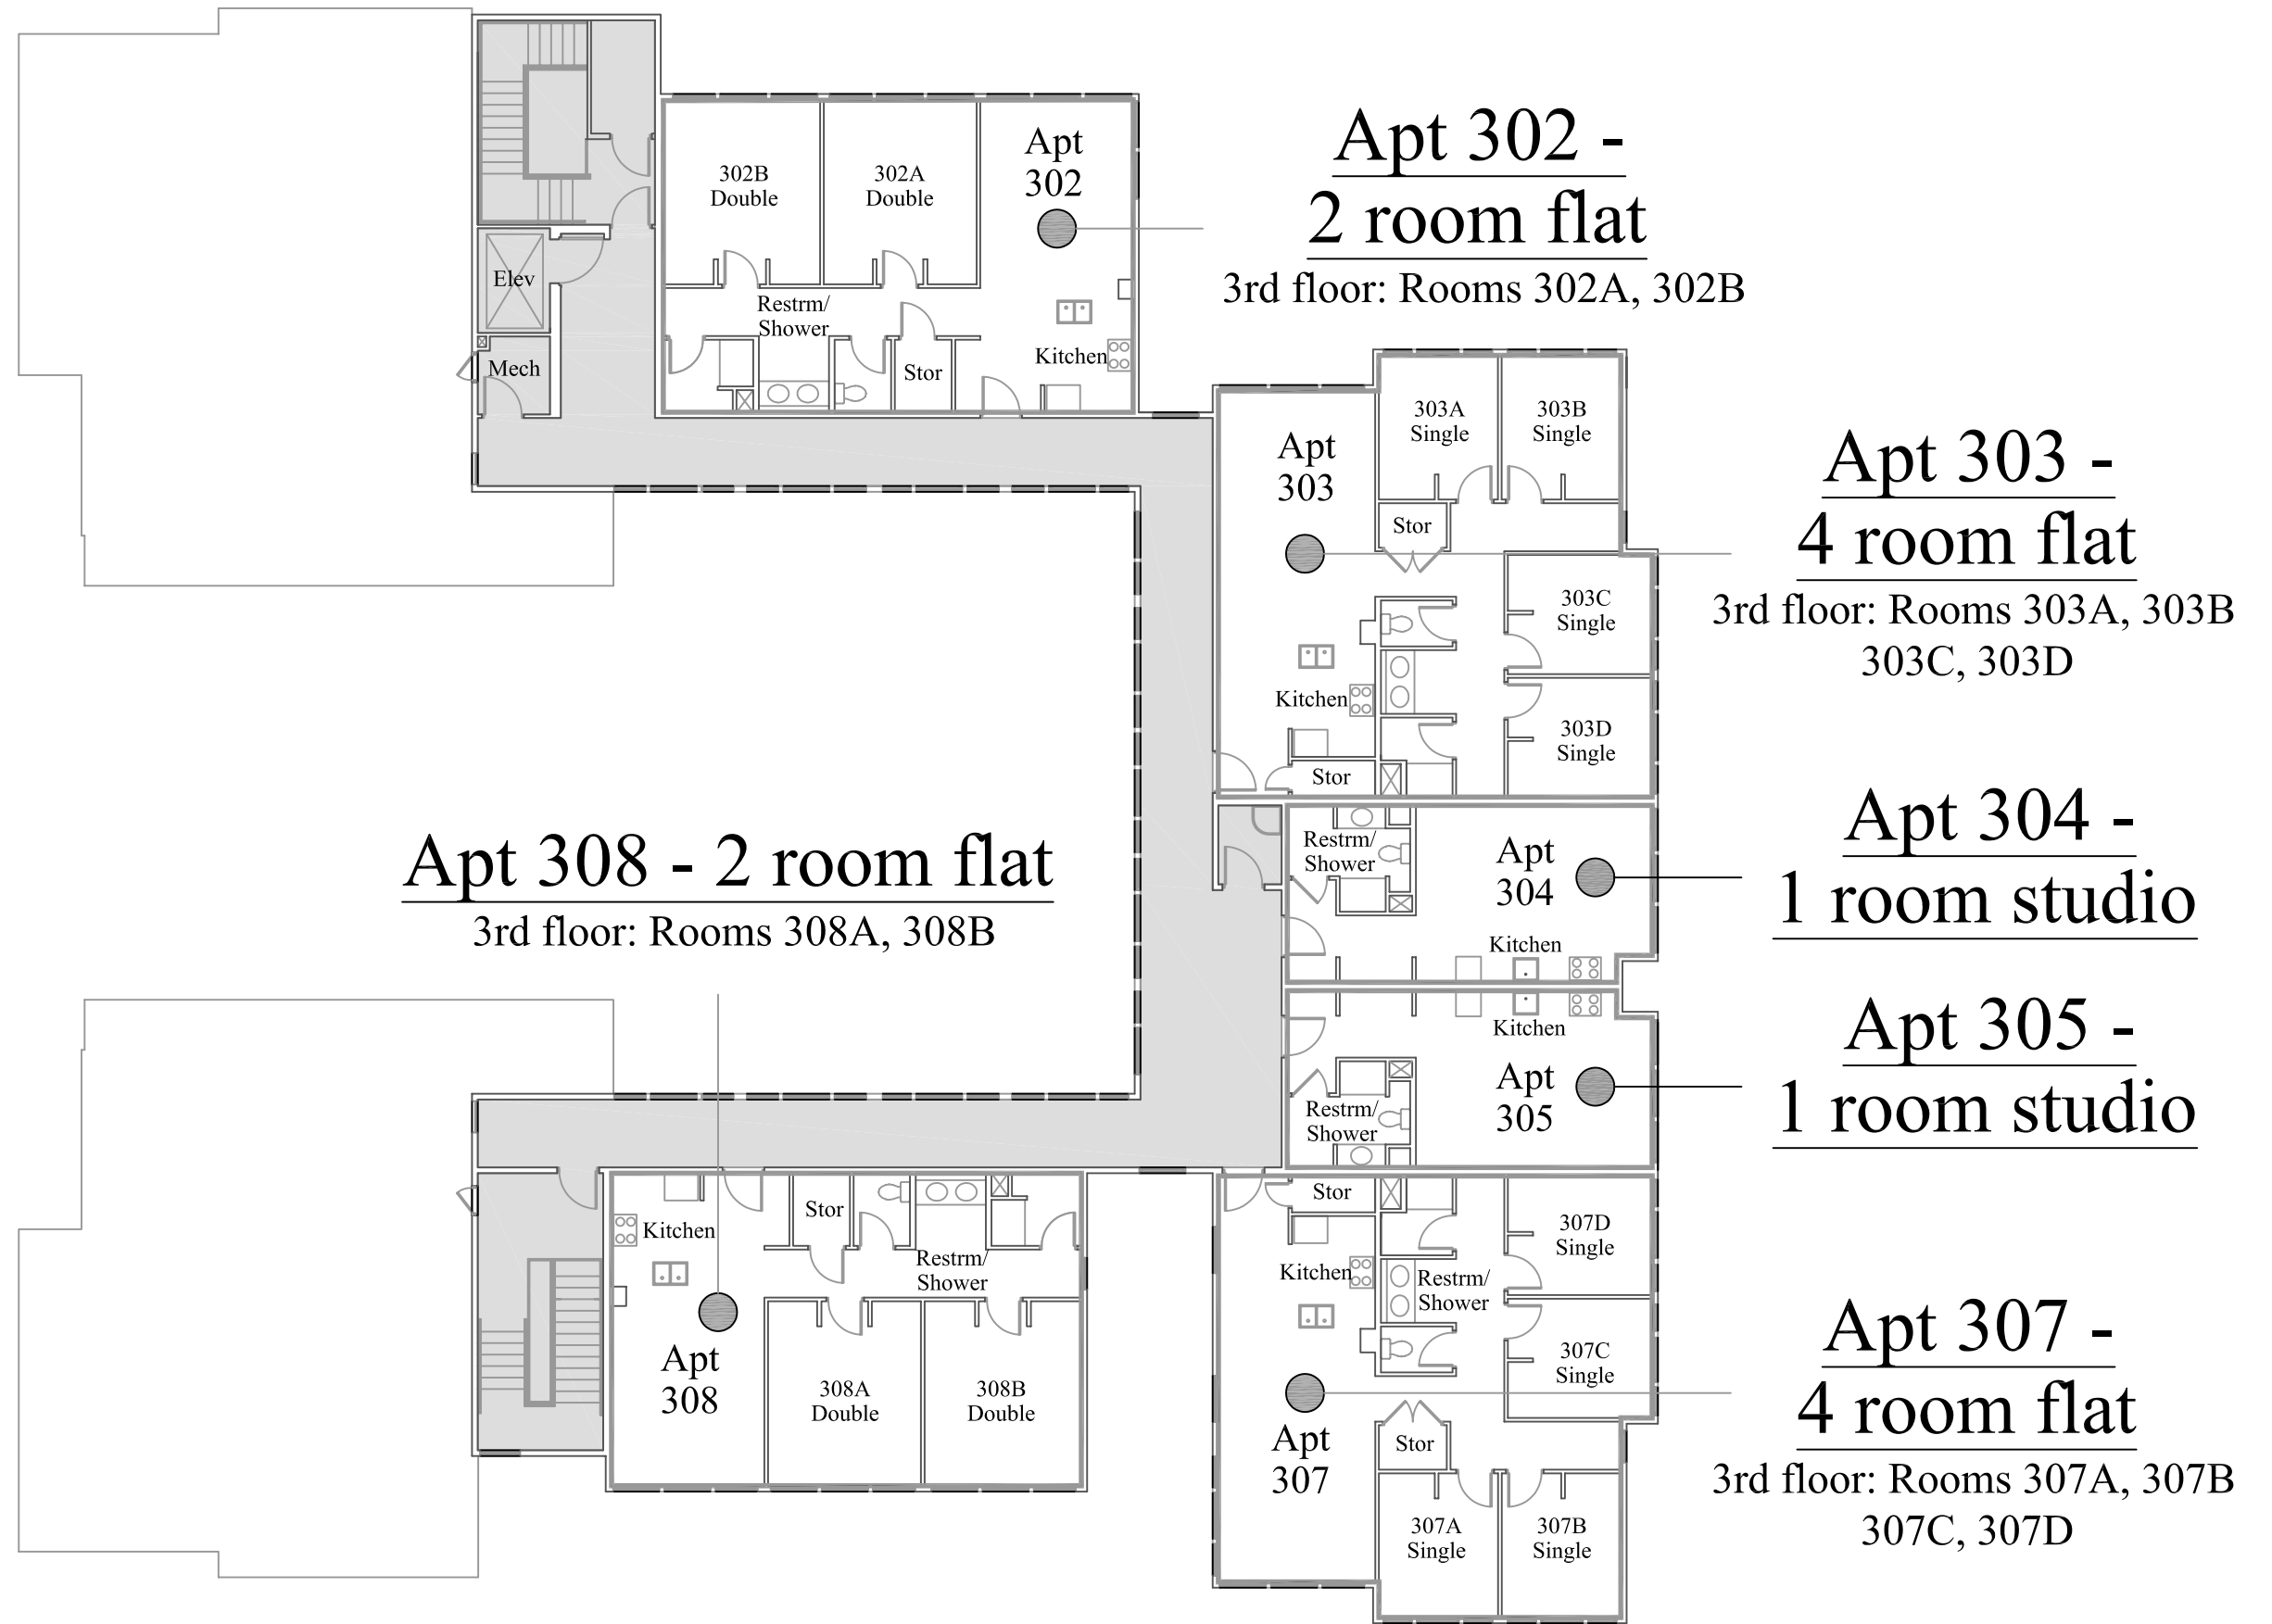 Apt 302 -
2 room flat
3rd floor: Rooms 302A, 302B
302B
Double
302A
Double
Apt
302
Elev
Restrm/
Shower
Mech
Stor
Kitchen
Apt 303 -
4 room flat
3rd floor: Rooms 303A, 303B
303C, 303D
Apt
303
303A
Single
303B
Single
Stor
303C
Single
Kitchen
303D
Single
Stor
Apt 304 -
1 room studio
Restrm/
Shower
Apt
304
Kitchen
Apt 308 - 2 room flat
3rd floor: Rooms 308A, 308B
Apt 305 -
1 room studio
Kitchen
Apt
305
Restrm/
Shower
Kitchen
Stor
Restrm/
Shower
Apt
308
308A
Double
308B
Double
Stor
307D
Single
Kitchen
Restrm/
Shower
307C
Single
Apt
307
Stor
307A
Single
307B
Single
Apt 307 -
4 room flat
3rd floor: Rooms 307A, 307B
307C, 307D